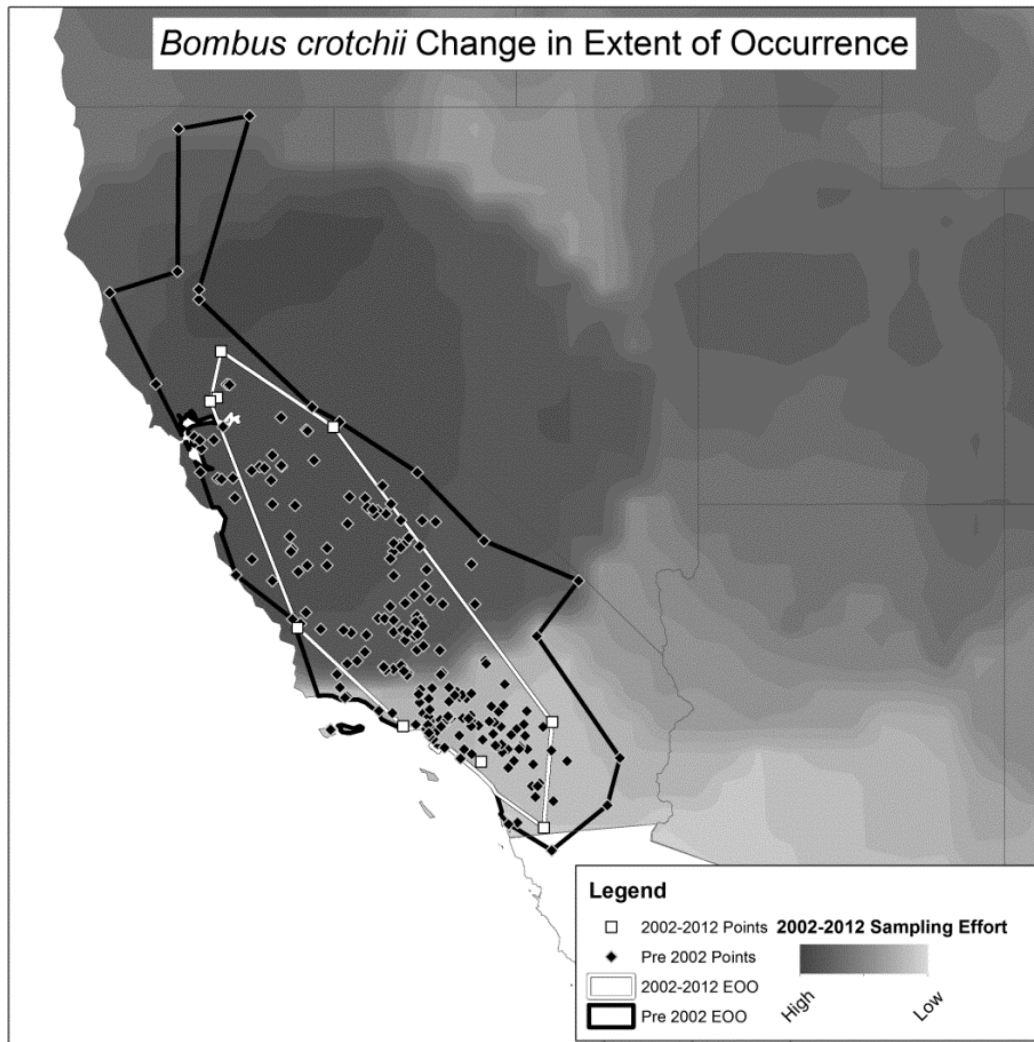 Bombus crotchii Change in Extent of Occurrence
Legend
2002-2012 Points
Pre 2002 Points
2002-2012 EOO
Pre 2002 EOO
2002-2012 Sampling Effort
High
Low